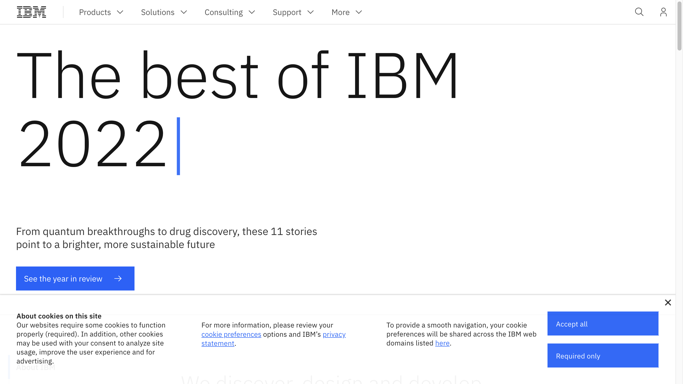 IBM
Products
Solutions
Consulting
Support
More
The best of IBM
2022
From quantum breakthroughs to drug discovery, these 11 stories
point to a brighter, more sustainable future
See the year in review
About cookies on this site
Our websites require some cookies to function
properly (required). In addition, other cookies
may be used with your consent to analyze site
usage, improve the user experience and for
advertising.
For more information, please review your
cookie preferences options and IBM's privacy
statement.
To provide a smooth navigation, your cookie
preferences will be shared across the IBM web
domains listed here.
Accept all
Required only
We discover, design and develop